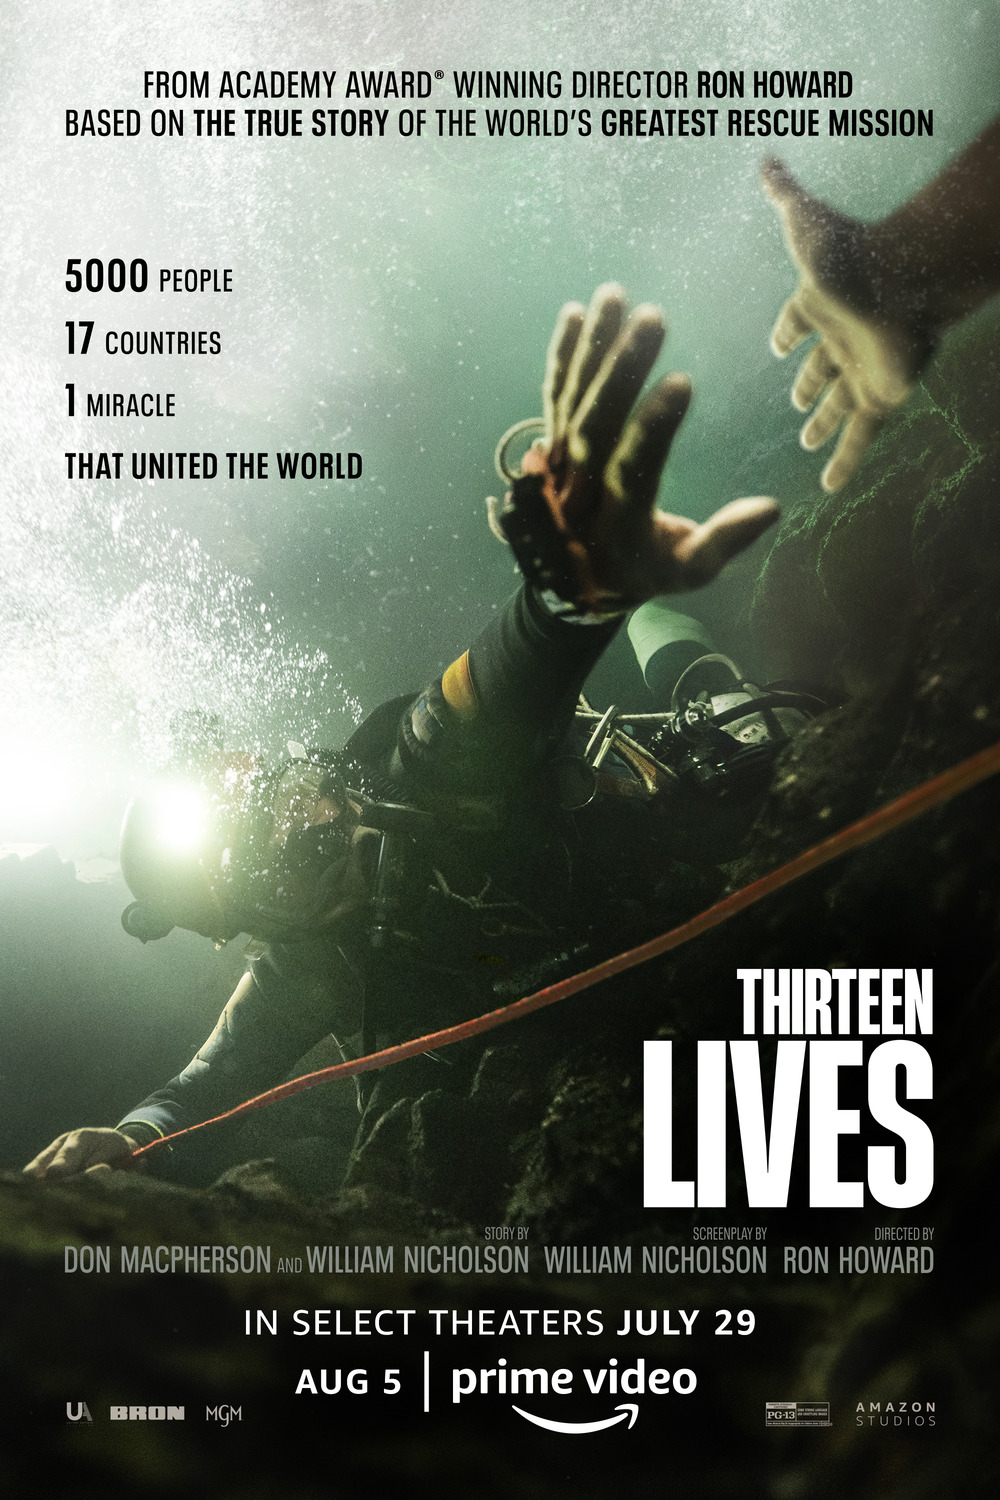 FROM ACADEMY AWARD® WINNING DIRECTOR RON HOWARD
BASED ON THE TRUE STORY OF THE WORLD'S GREATEST RESCUE MISSION
5000 PEOPLE
17 COUNTRIES
1 MIRACLE
THAT UNITED THE WORLD
THIRTEEN
LIVES
STORY BY SCREENPLAY BY DIRECTED BY
DON MACPHERSON AND WILLIAM NICHOLSON WILLIAM NICHOLSON RON HOWARD
IN SELECT THEATERS JULY 29
AUG 5 | prime video
UA BRON MGM PG-13 AMAZON
STUDIOS